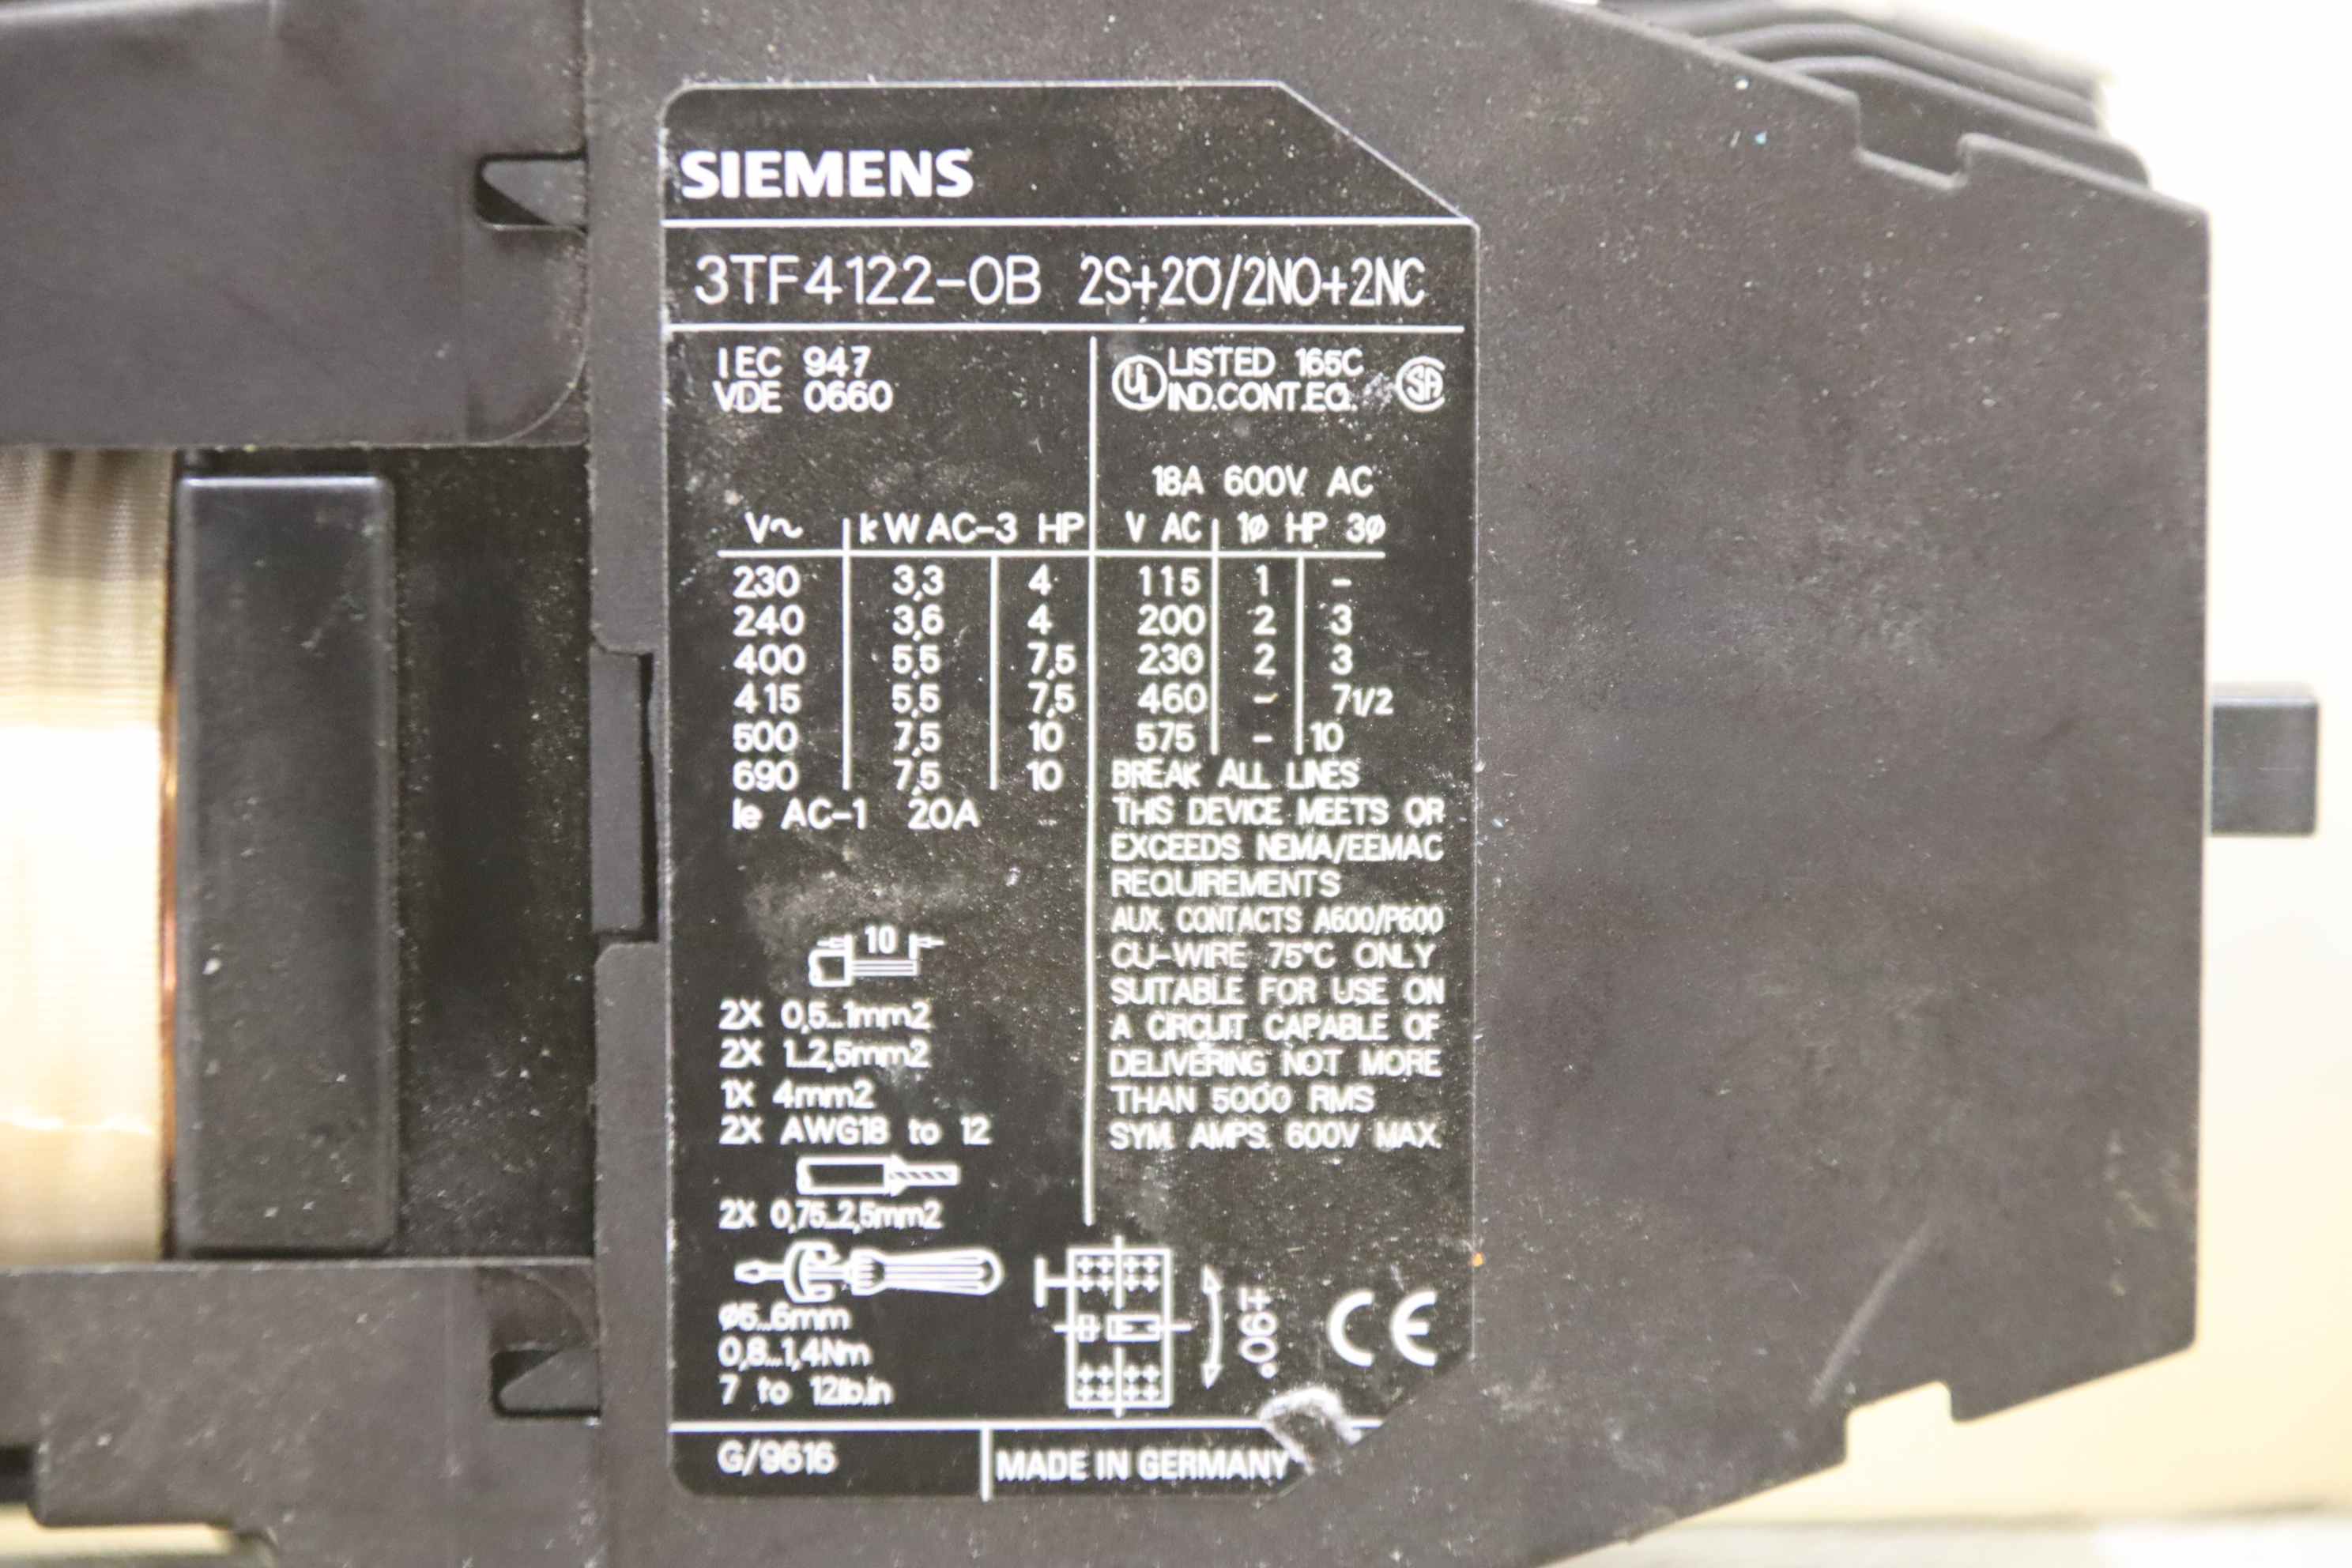 SIEMENS
3TF4122-0B 2S+2Ö/2NO+2NC
IEC 947
VDE 0660
V~ kW AC-3 HP
230 3,3 4
240 3,6 4
400 5,5 7,5
415 5,5 7,5
500 7,5 10
690 7,5 10
Ie AC-1 20A
10
2X 0,5...1mm2
2X 1...2,5mm2
1X 4mm2
2X AWG18 to 12
2X 0,75...2,5mm2
ø5...6mm
0,8...1,4Nm
7 to 12lb.in
UL LISTED 165C
IND.CONT.EQ.
SA
18A 600V AC
V AC 1ø HP 3ø
115 1 -
200 2 3
230 2 3
460 - 71/2
575 - 10
BREAK ALL LINES
THIS DEVICE MEETS OR
EXCEEDS NEMA/EEMAC
REQUIREMENTS
AUX. CONTACTS A600/P600
CU-WIRE 75°C ONLY
SUITABLE FOR USE ON
A CIRCUIT CAPABLE OF
DELIVERING NOT MORE
THAN 5000 RMS
SYM. AMPS. 600V MAX.
±90°
CE
G/9616
MADE IN GERMANY